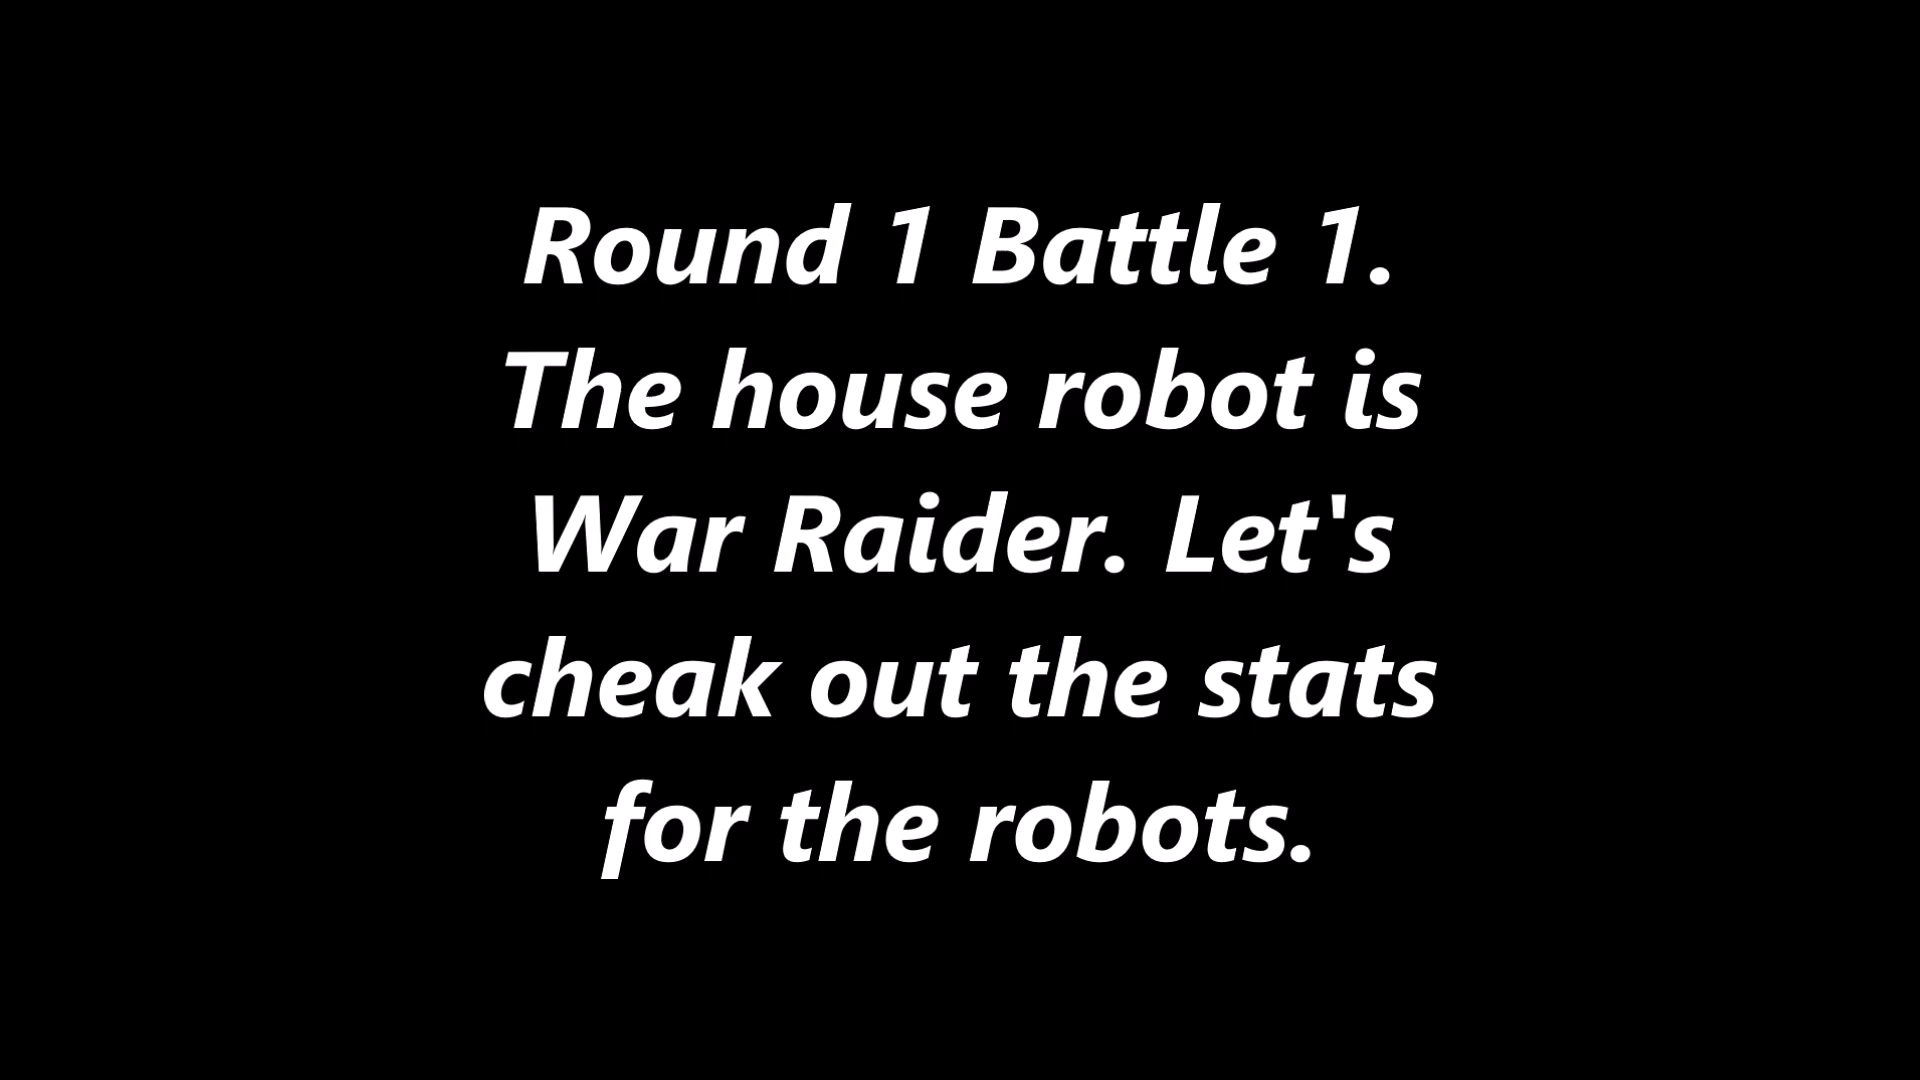 Round 1 Battle 1.
The house robot is
War Raider. Let's
cheak out the stats
for the robots.